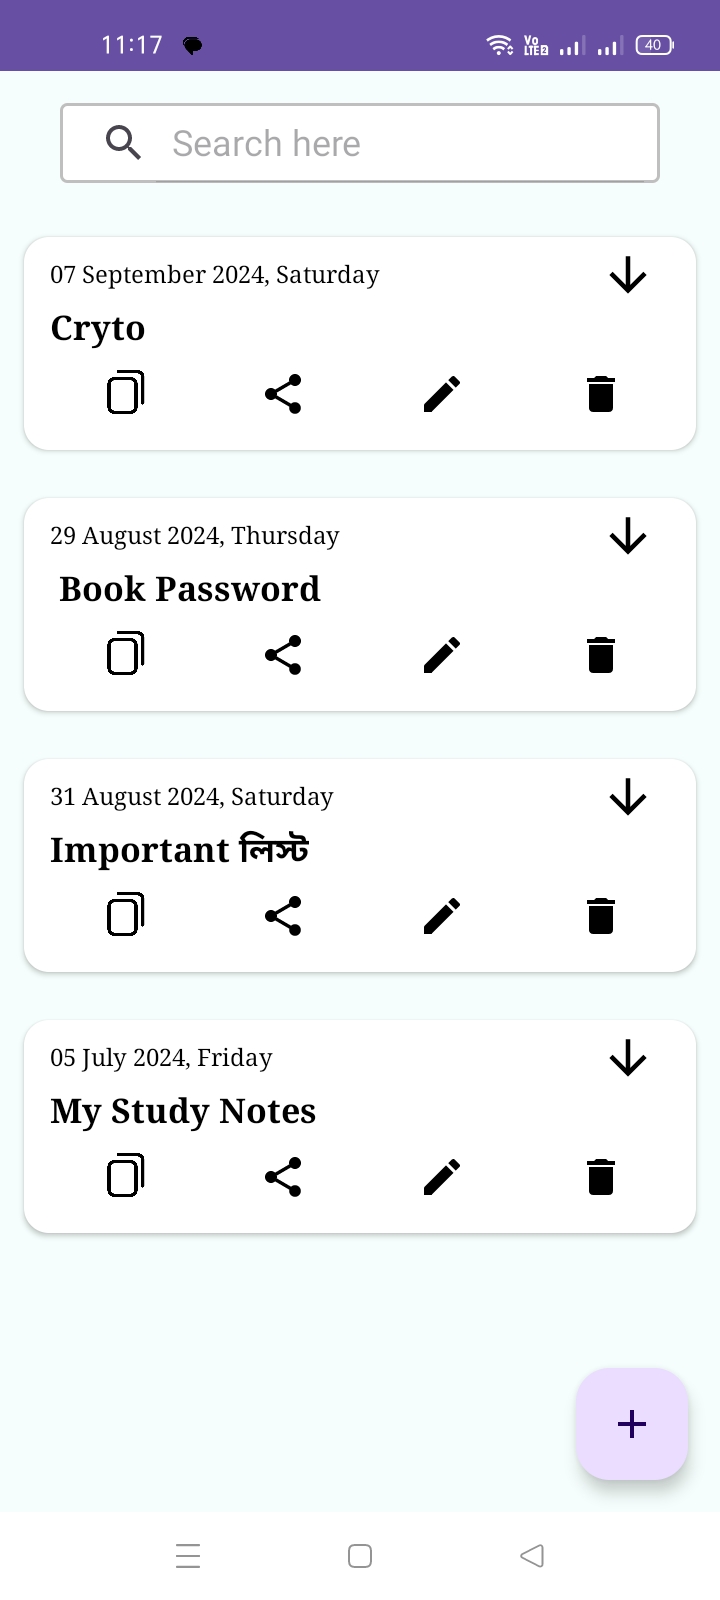 11:17
Vo
LTE2
40
Search here
07 September 2024, Saturday
Cryto
29 August 2024, Thursday
Book Password
31 August 2024, Saturday
Important লিস্ট
05 July 2024, Friday
My Study Notes